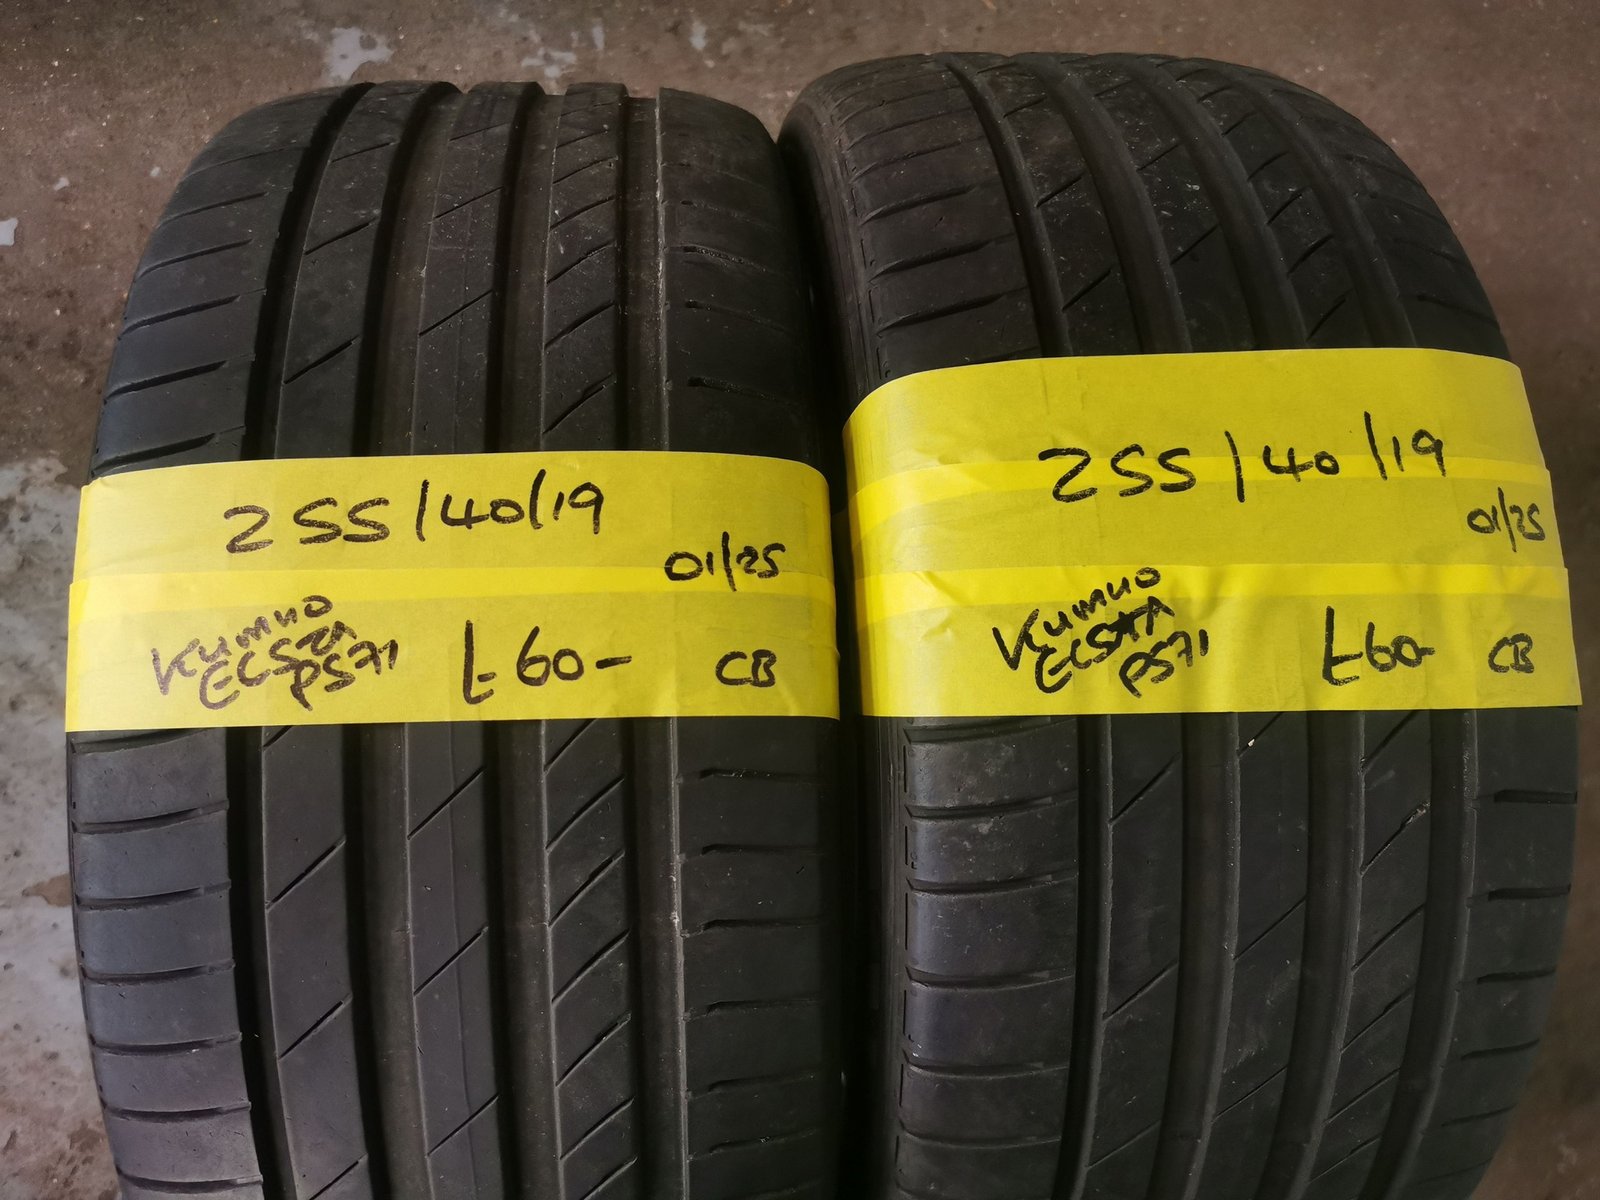 255/40/19
01/25
KUMHO
ECSTA
PS71
£60-
CB
255/40/19
01/25
KUMHO
ECSTA
PS71
£60-
CB